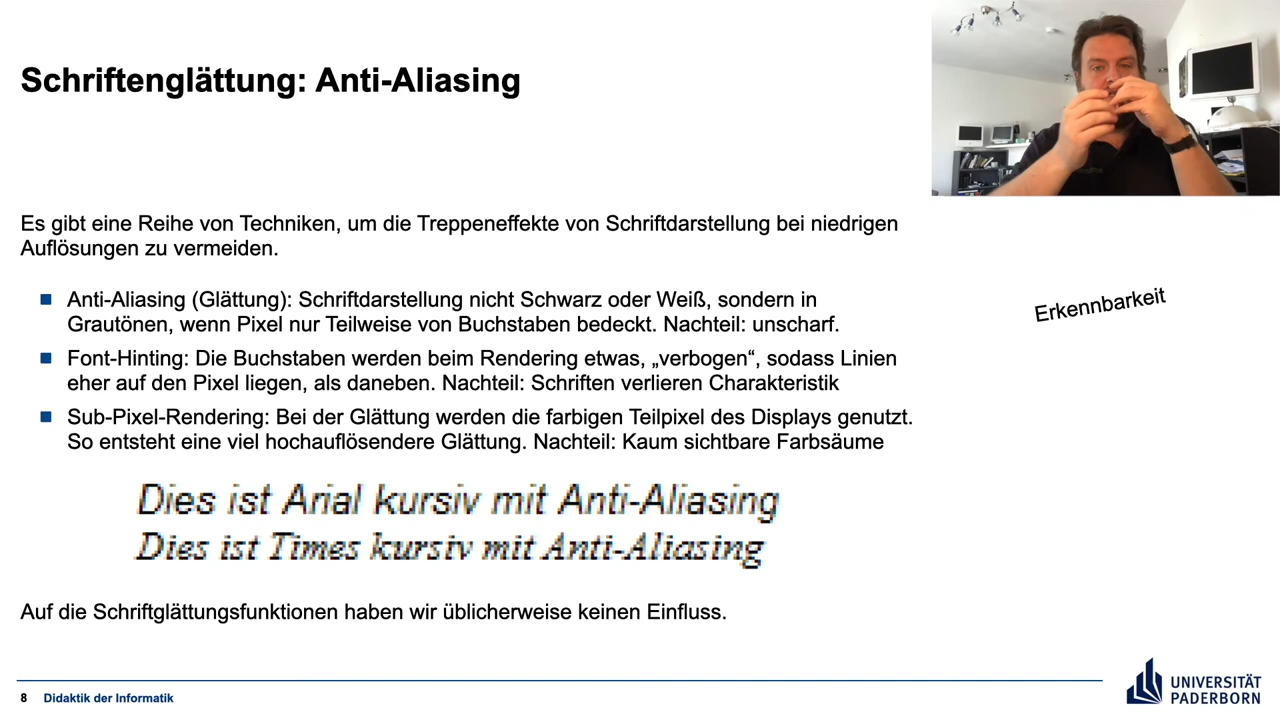 Schriftenglättung: Anti-Aliasing
Es gibt eine Reihe von Techniken, um die Treppeneffekte von Schriftdarstellung bei niedrigen
Auflösungen zu vermeiden.
Anti-Aliasing (Glättung): Schriftdarstellung nicht Schwarz oder Weiß, sondern in
Grautönen, wenn Pixel nur Teilweise von Buchstaben bedeckt. Nachteil: unscharf.
Erkennbarkeit
Font-Hinting: Die Buchstaben werden beim Rendering etwas, „verbogen“, sodass Linien
eher auf den Pixel liegen, als daneben. Nachteil: Schriften verlieren Charakteristik
Sub-Pixel-Rendering: Bei der Glättung werden die farbigen Teilpixel des Displays genutzt.
So entsteht eine viel hochauflösendere Glättung. Nachteil: Kaum sichtbare Farbsäume
Dies ist Arial kursiv mit Anti-Aliasing
Dies ist Times kursiv mit Anti-Aliasing
Auf die Schriftglättungsfunktionen haben wir üblicherweise keinen Einfluss.
8 Didaktik der Informatik
UNIVERSITÄT
PADERBORN